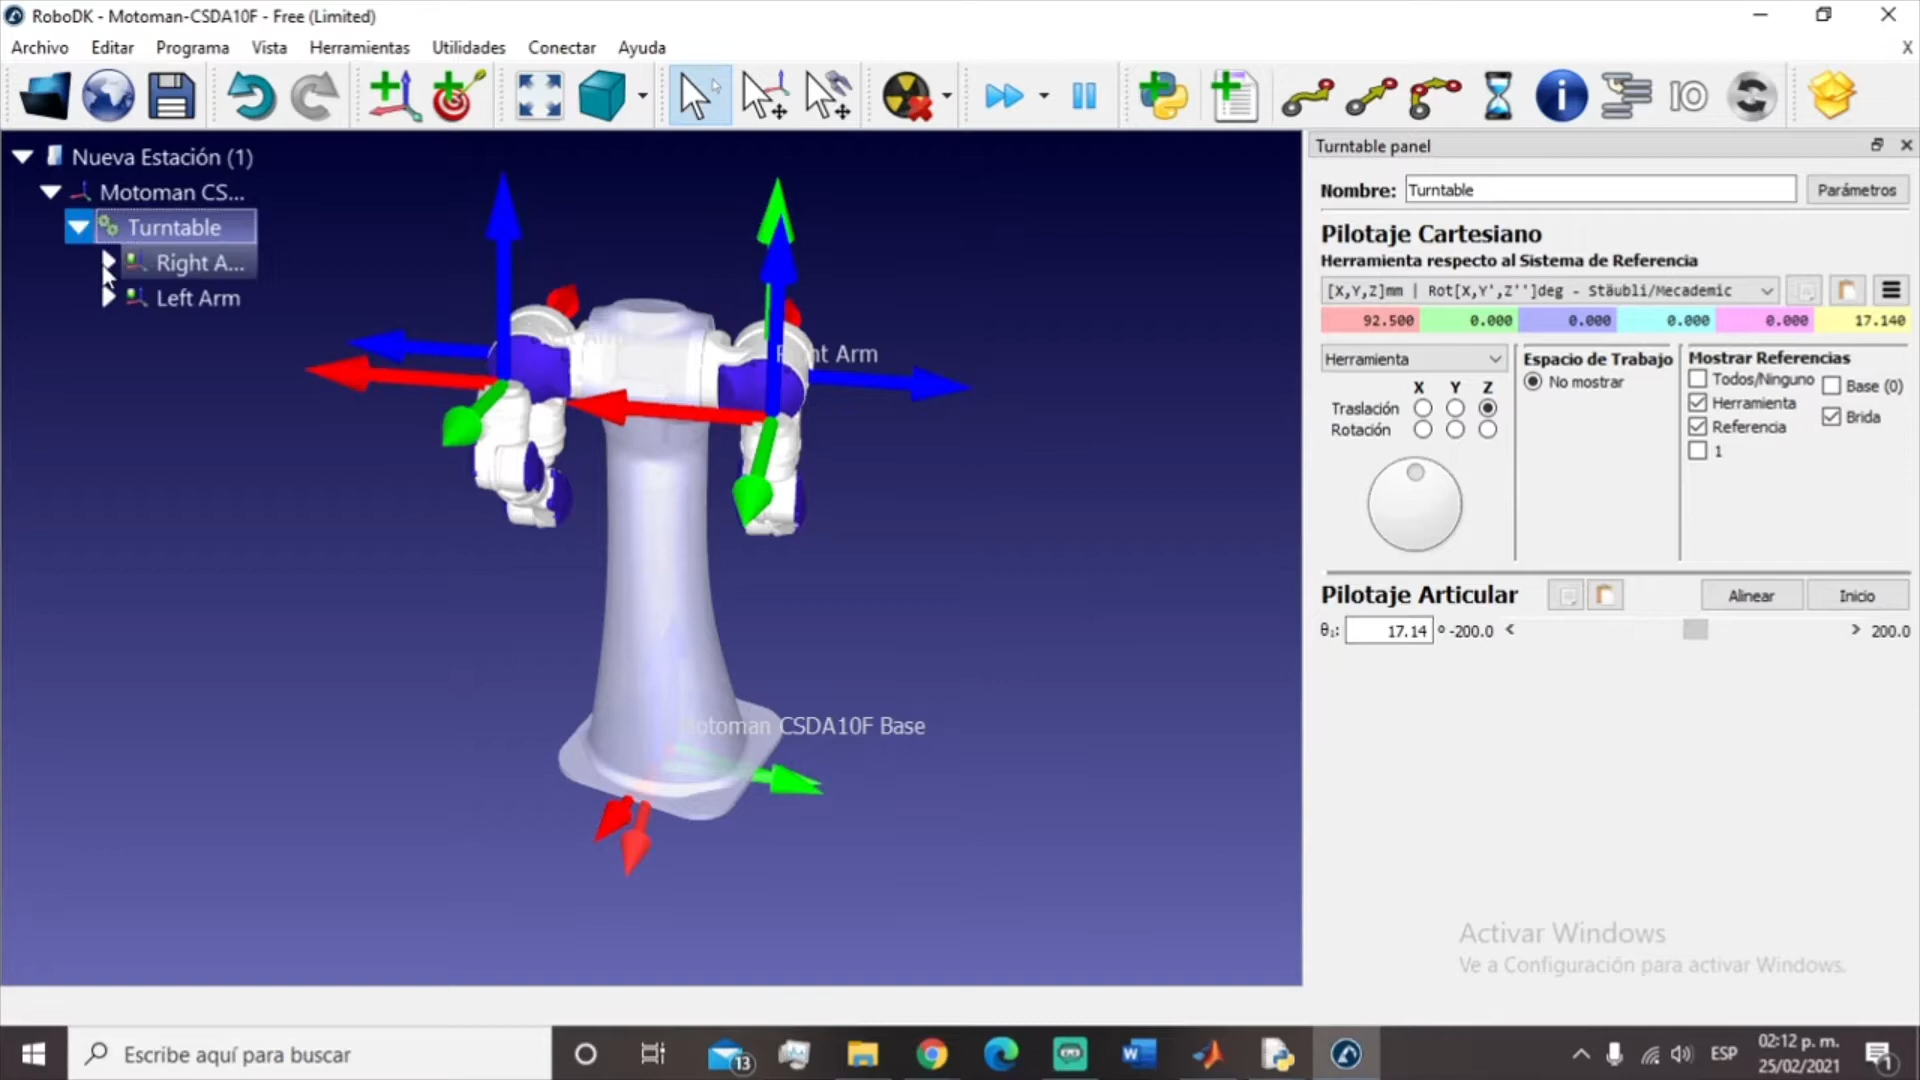 RoboDK - Motoman-CSDA10F - Free (Limited)
Archivo Editar Programa Vista Herramientas Utilidades Conectar Ayuda X
IO
Nueva Estación (1)
Motoman CS...
Turntable
Right A...
Left Arm
Right Arm
Motoman CSDA10F Base
Turntable panel
Nombre: Turntable Parámetros
Pilotaje Cartesiano
Herramienta respecto al Sistema de Referencia
[X,Y,Z]mm | Rot[X,Y',Z'']deg - Stäubli/Mecademic
92.500 0.000 0.000 0.000 0.000 17.140
Herramienta
X Y Z
Traslación
Rotación
Espacio de Trabajo
No mostrar
Mostrar Referencias
Todos/Ninguno Base (0)
Herramienta
Brida
Referencia
1
Pilotaje Articular Alinear Inicio
θ₁: 17.14 ° -200.0 < > 200.0
Activar Windows
Ve a Configuración para activar Windows.
Escribe aquí para buscar
13
W
ESP
02:12 p. m.
25/02/2021
1